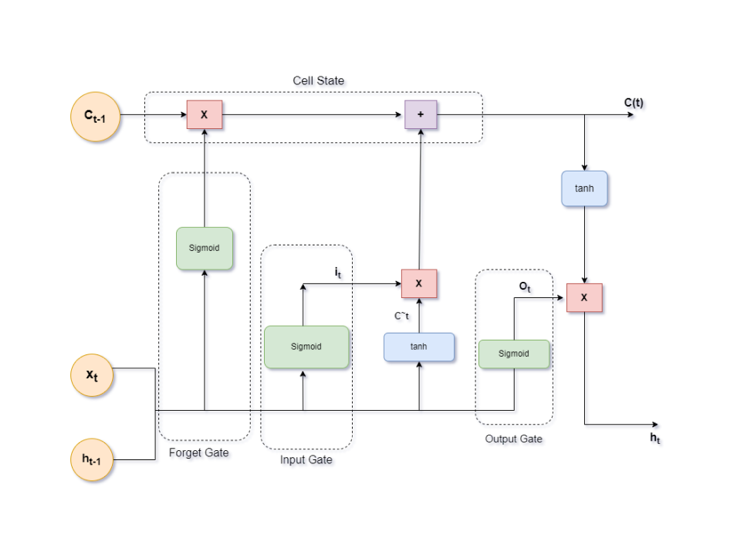 Cell State
Ct-1
X
+
C(t)
tanh
Sigmoid
it
X
Ot
X
C~t
Sigmoid
tanh
Sigmoid
xt
ht-1
Forget Gate
Input Gate
Output Gate
ht